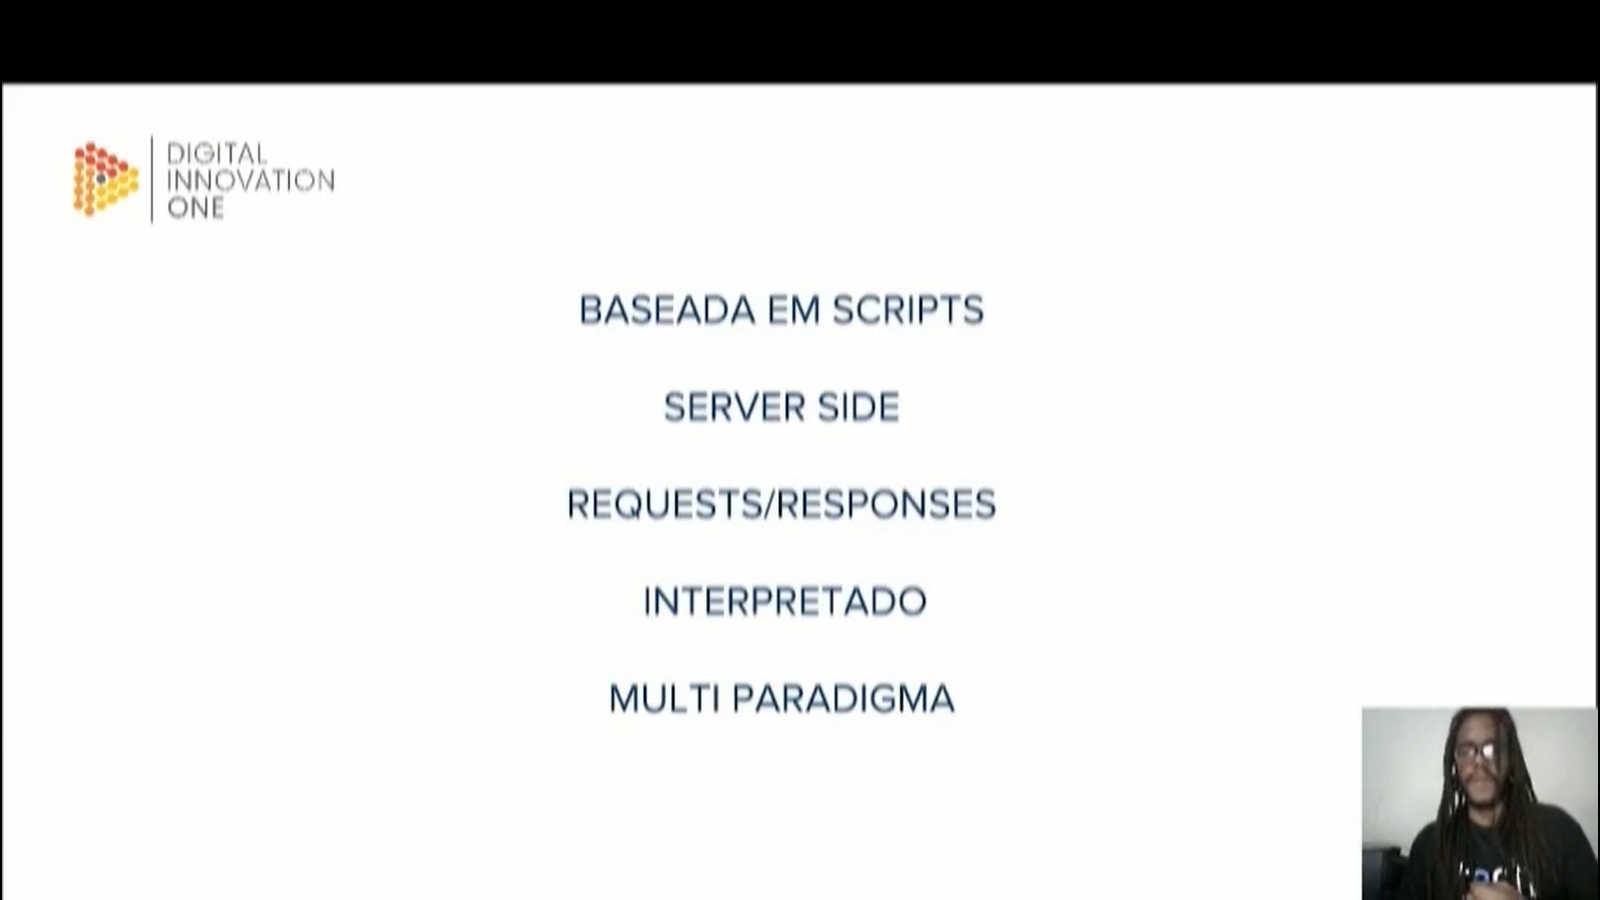 DIGITAL
INNOVATION
ONE
BASEADA EM SCRIPTS
SERVER SIDE
REQUESTS/RESPONSES
INTERPRETADO
MULTI PARADIGMA